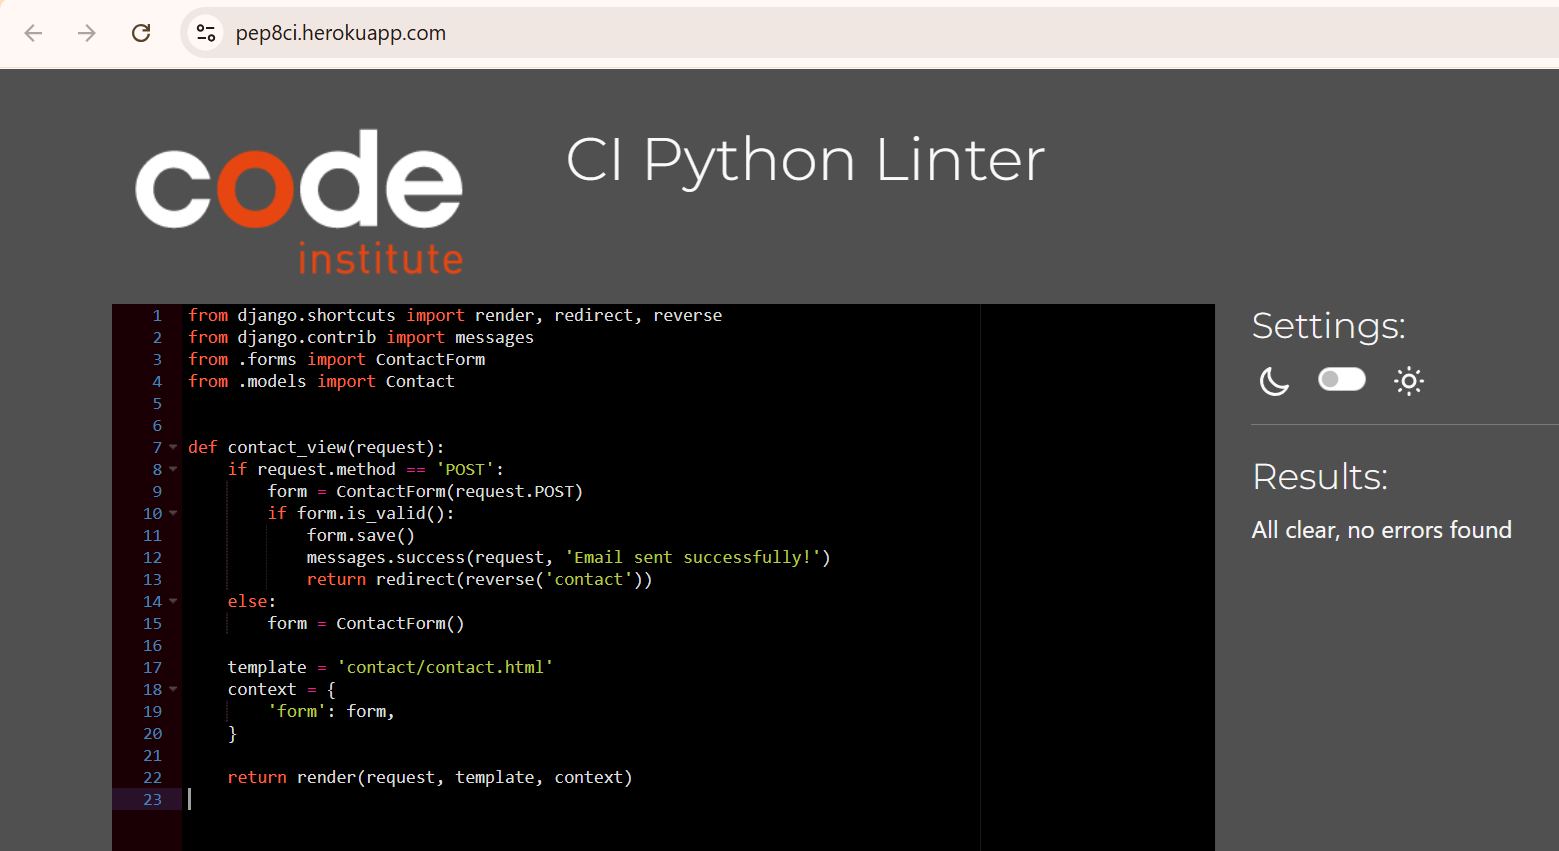 pep8ci.herokuapp.com
code
institute
CI Python Linter
1 from django.shortcuts import render, redirect, reverse
2 from django.contrib import messages
3 from .forms import ContactForm
4 from .models import Contact
5
6
7 def contact_view(request):
8     if request.method == 'POST':
9         form = ContactForm(request.POST)
10         if form.is_valid():
11             form.save()
12             messages.success(request, 'Email sent successfully!')
13             return redirect(reverse('contact'))
14     else:
15         form = ContactForm()
16
17     template = 'contact/contact.html'
18     context = {
19         'form': form,
20     }
21
22     return render(request, template, context)
23
Settings:
Results:
All clear, no errors found